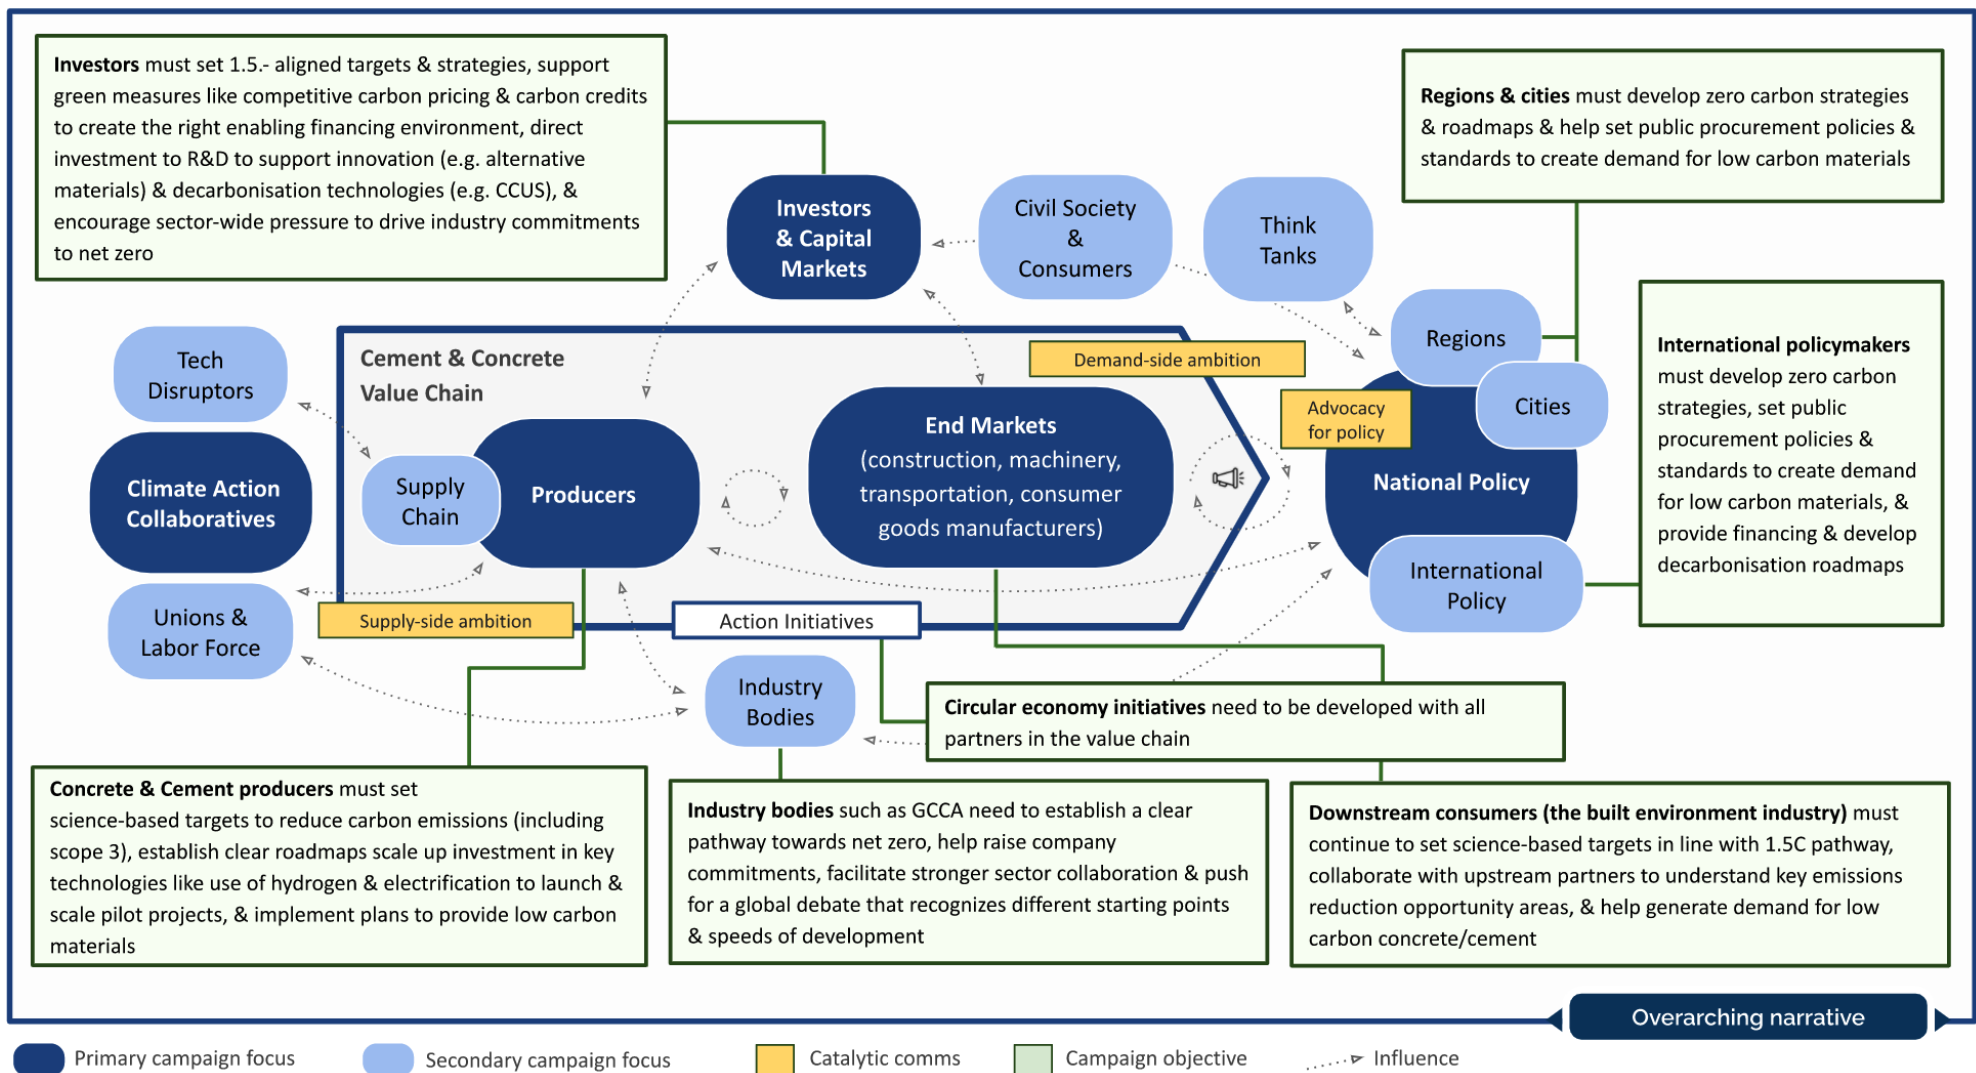 Investors must set 1.5.- aligned targets & strategies, support
green measures like competitive carbon pricing & carbon credits
to create the right enabling financing environment, direct
investment to R&D to support innovation (e.g. alternative
materials) & decarbonisation technologies (e.g. CCUS), &
encourage sector-wide pressure to drive industry commitments
to net zero
Regions & cities must develop zero carbon strategies
& roadmaps & help set public procurement policies &
standards to create demand for low carbon materials
Investors
& Capital
Markets
Civil Society
&
Consumers
Think
Tanks
Regions
Cities
International policymakers
must develop zero carbon
strategies, set public
procurement policies &
standards to create demand
for low carbon materials, &
provide financing & develop
decarbonisation roadmaps
Tech
Disruptors
Cement & Concrete
Value Chain
Demand-side ambition
Advocacy
for policy
Climate Action
Collaboratives
Supply
Chain
Producers
End Markets
(construction, machinery,
transportation, consumer
goods manufacturers)
National Policy
International
Policy
Unions &
Labor Force
Supply-side ambition
Action Initiatives
Industry
Bodies
Circular economy initiatives need to be developed with all
partners in the value chain
Concrete & Cement producers must set
science-based targets to reduce carbon emissions (including
scope 3), establish clear roadmaps scale up investment in key
technologies like use of hydrogen & electrification to launch &
scale pilot projects, & implement plans to provide low carbon
materials
Industry bodies such as GCCA need to establish a clear
pathway towards net zero, help raise company
commitments, facilitate stronger sector collaboration & push
for a global debate that recognizes different starting points
& speeds of development
Downstream consumers (the built environment industry) must
continue to set science-based targets in line with 1.5C pathway,
collaborate with upstream partners to understand key emissions
reduction opportunity areas, & help generate demand for low
carbon concrete/cement
Overarching narrative
Primary campaign focus
Secondary campaign focus
Catalytic comms
Campaign objective
Influence